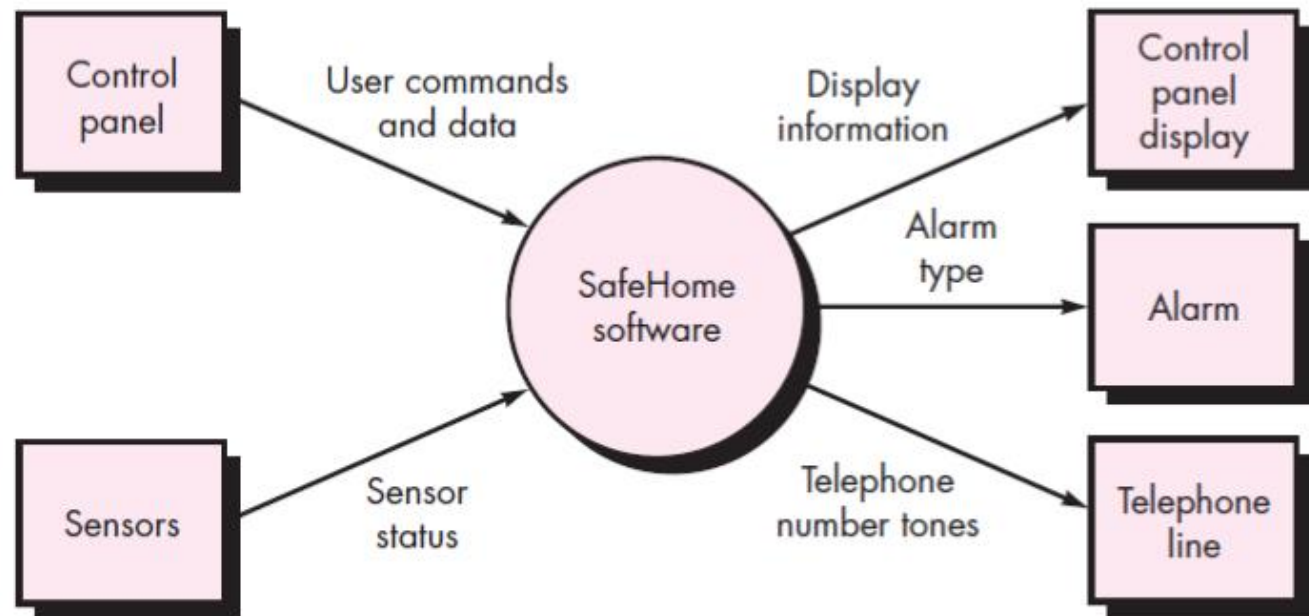 Control
panel
User commands
and data
Display
information
Control
panel
display
Alarm
type
SafeHome
software
Alarm
Sensors
Sensor
status
Telephone
number tones
Telephone
line